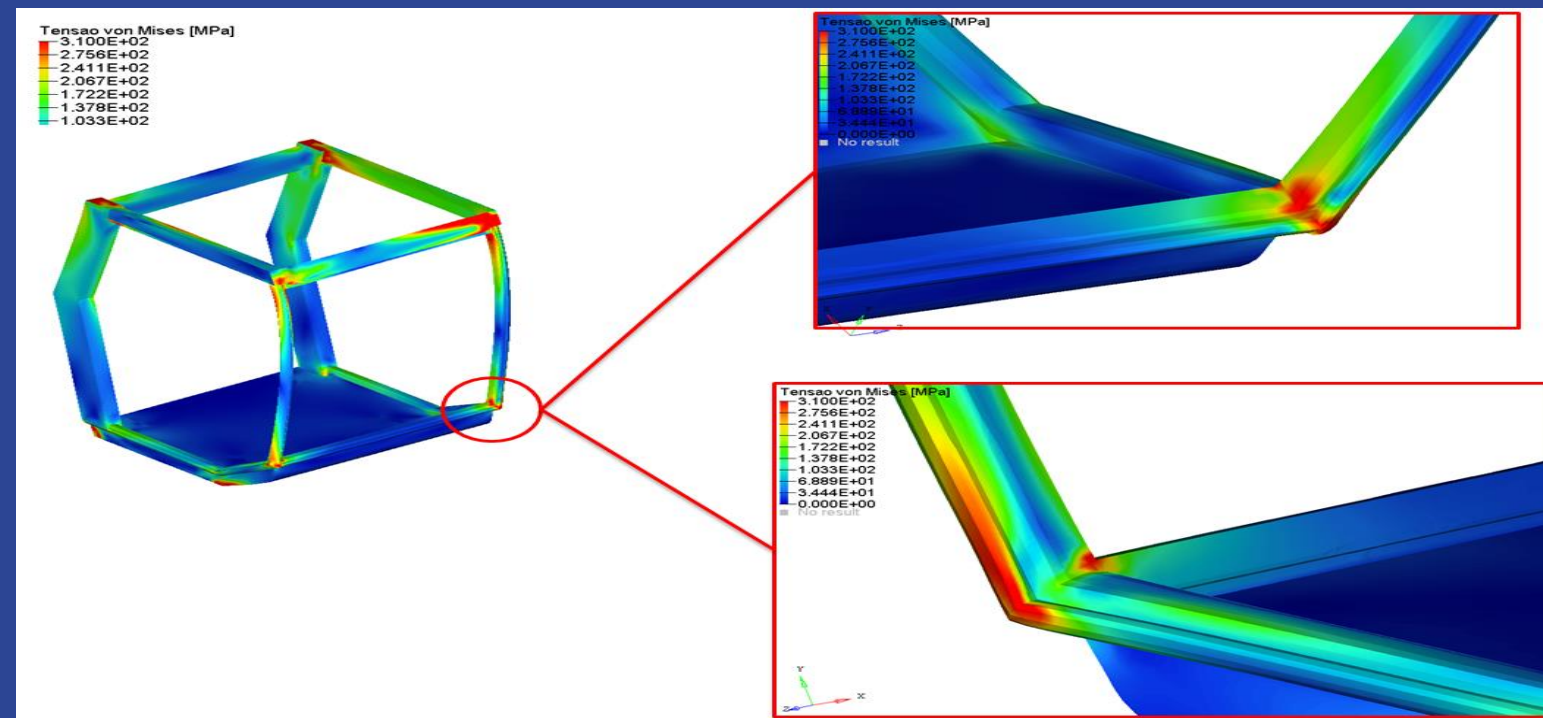 Tensao von Mises [MPa]
3.100E+02
2.756E+02
2.411E+02
2.067E+02
1.722E+02
1.378E+02
1.033E+02
Tensao von Mises [MPa]
3.100E+02
2.756E+02
2.411E+02
2.067E+02
1.722E+02
1.378E+02
1.033E+02
6.889E+01
3.444E+01
0.000E+00
No result
Tensao von Mises [MPa]
3.100E+02
2.756E+02
2.411E+02
2.067E+02
1.722E+02
1.378E+02
1.033E+02
6.889E+01
3.444E+01
0.000E+00
No result
Y
X
Z